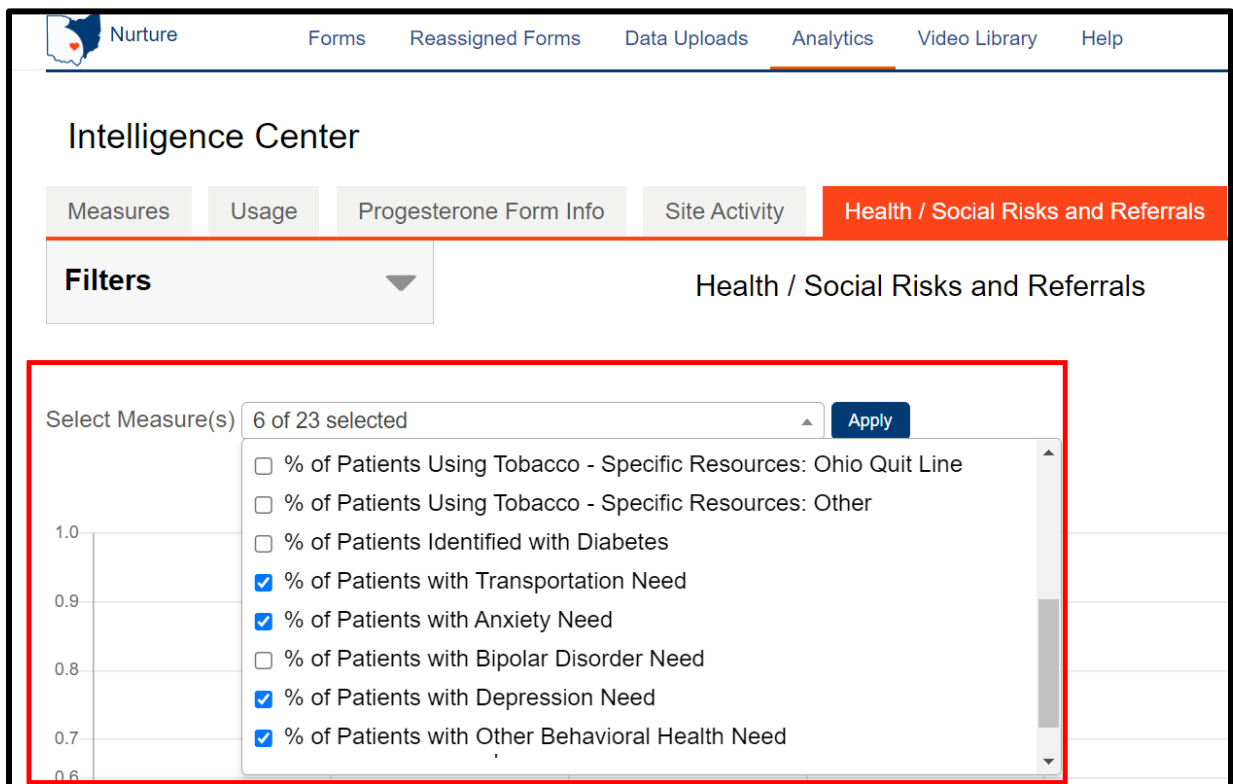 Nurture Forms Reassigned Forms Data Uploads Analytics Video Library Help
Intelligence Center
Measures Usage Progesterone Form Info Site Activity Health / Social Risks and Referrals
Filters
Health / Social Risks and Referrals
Select Measure(s) 6 of 23 selected Apply
% of Patients Using Tobacco - Specific Resources: Ohio Quit Line
% of Patients Using Tobacco - Specific Resources: Other
1.0
% of Patients Identified with Diabetes
% of Patients with Transportation Need
0.9
% of Patients with Anxiety Need
% of Patients with Bipolar Disorder Need
0.8
% of Patients with Depression Need
0.7
% of Patients with Other Behavioral Health Need
0.6